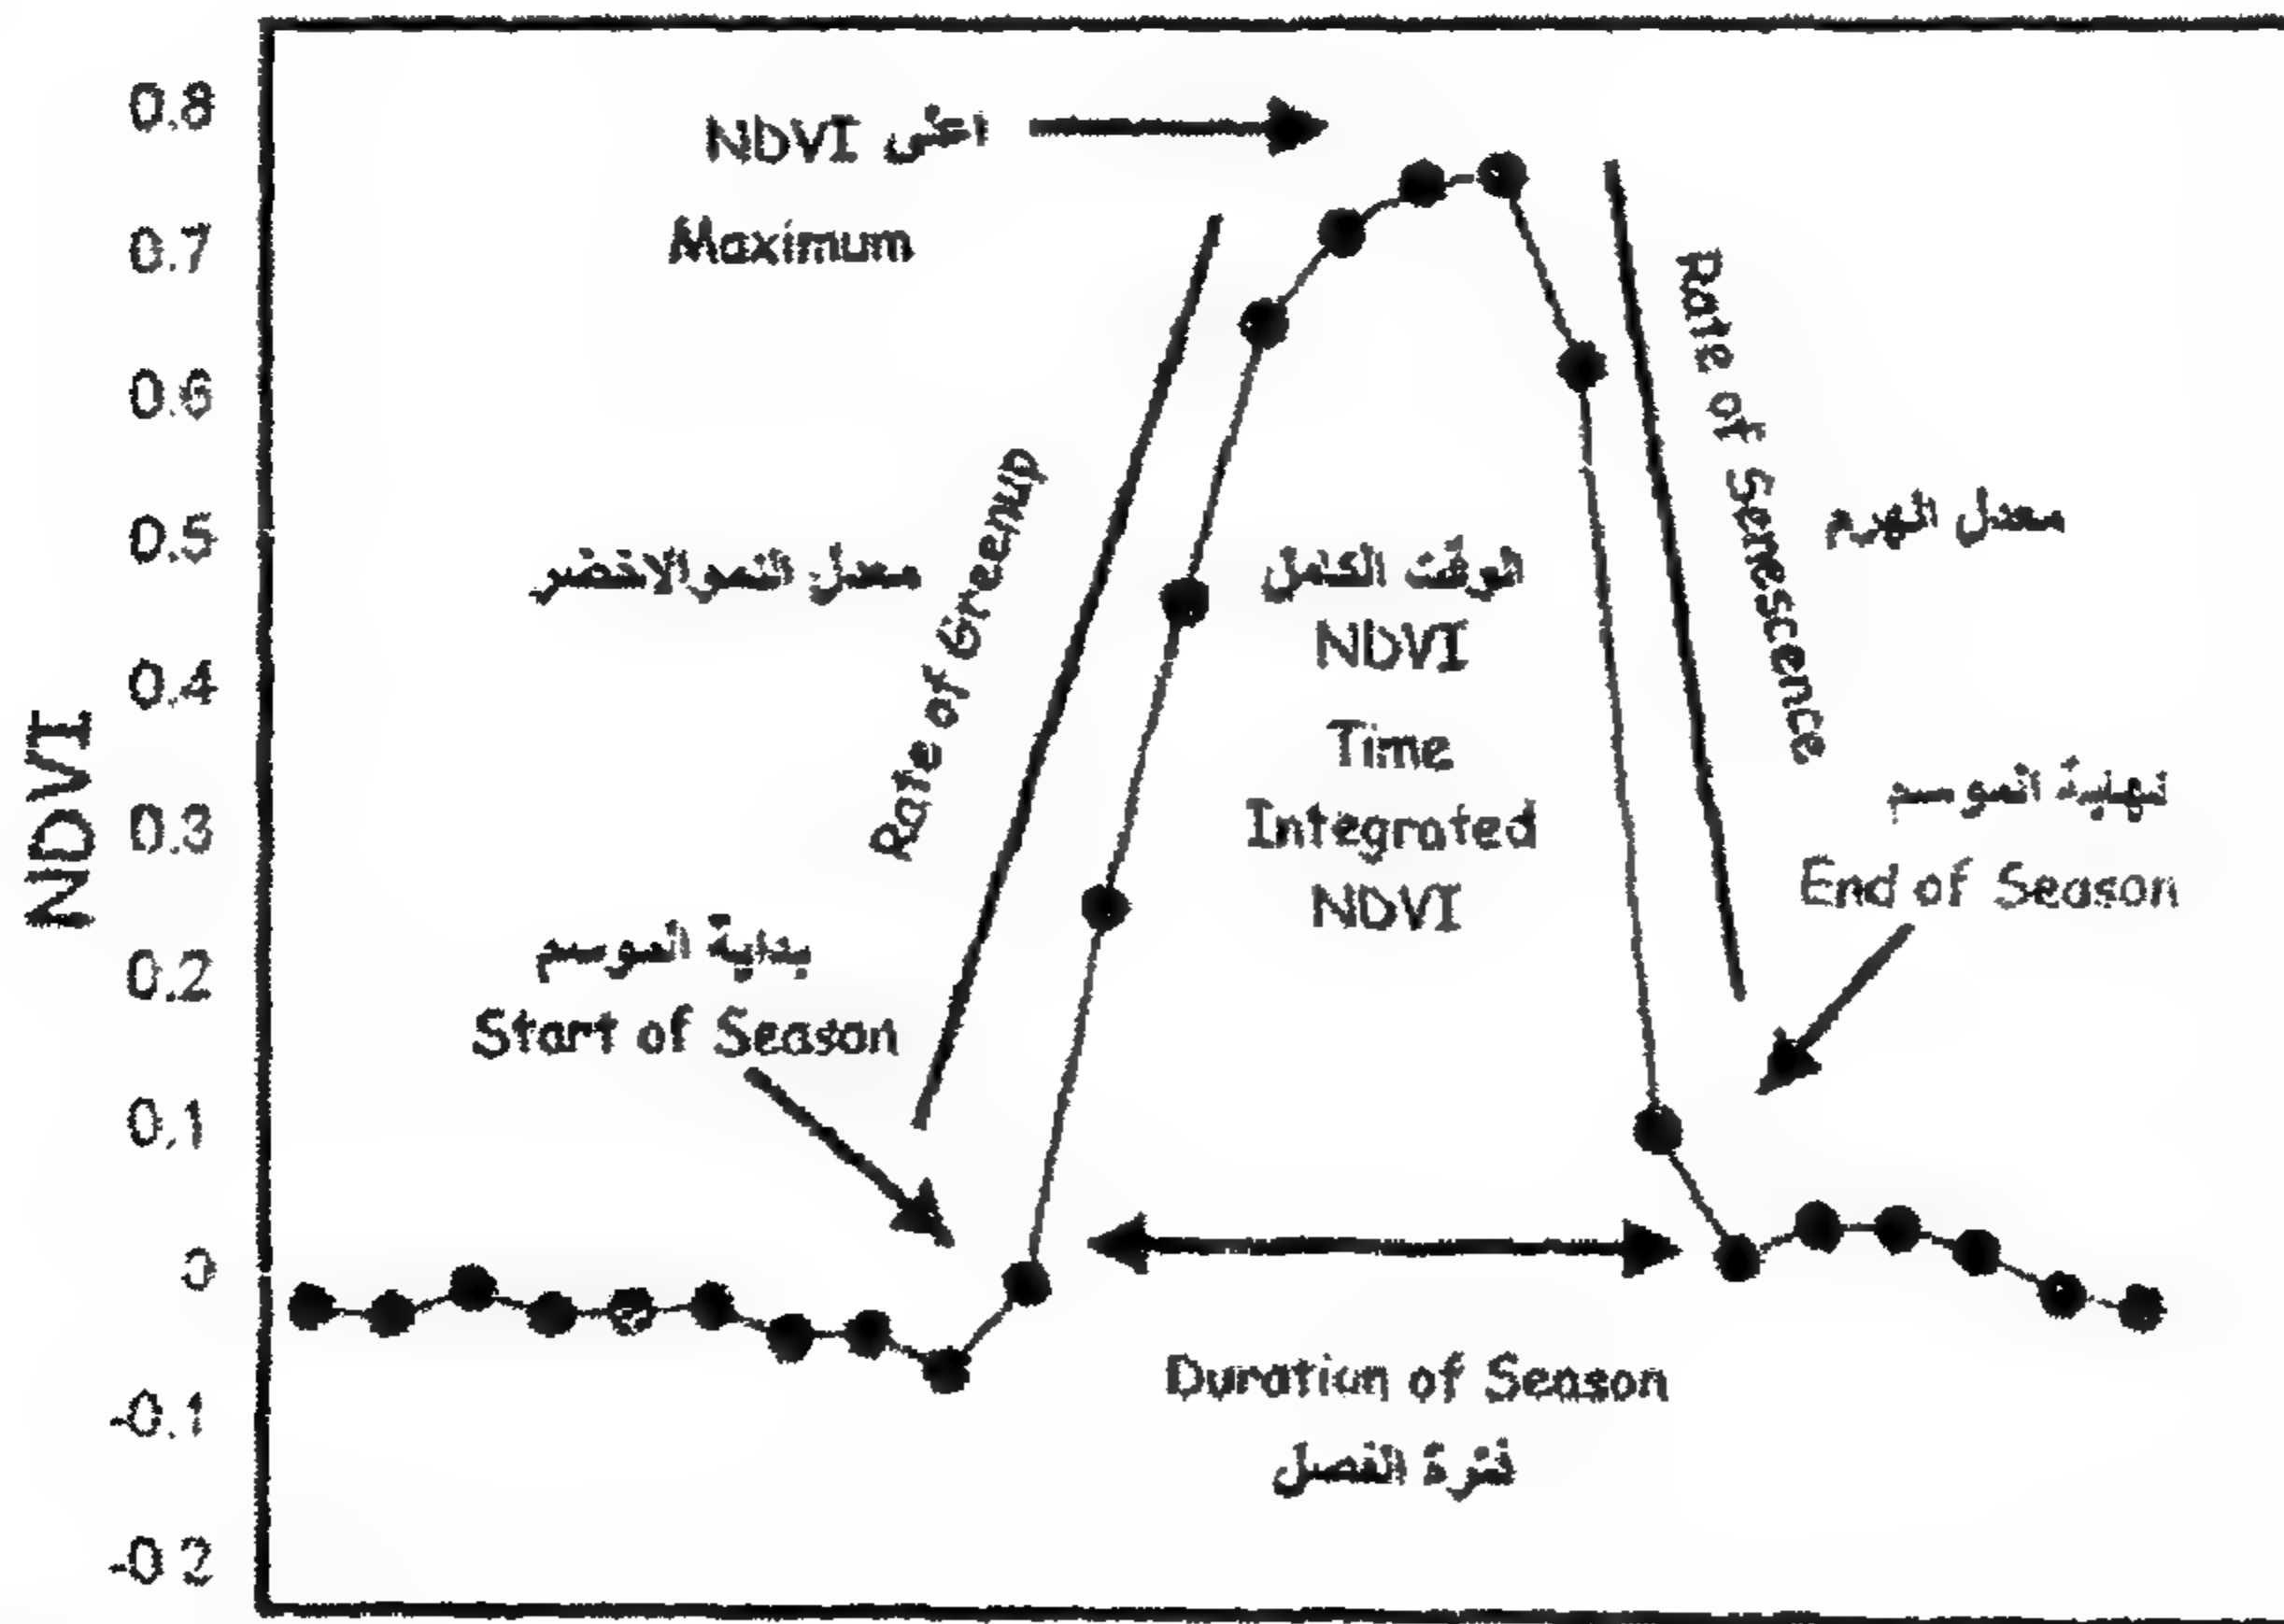 0.8
0.7
0.6
0.5
0.4
0.3
0.2
0.1
0
-0.1
-0.2
NDVI
اعلى NDVI
Maximum
معدل النمو الاخضر
Rate of Greenup
بداية الموسم
Start of Season
الوقت الكامل
NDVI
Time
Integrated
NDVI
Rate of Senescence
معدل الهرم
نهاية الموسم
End of Season
Duration of Season
فترة الفصل